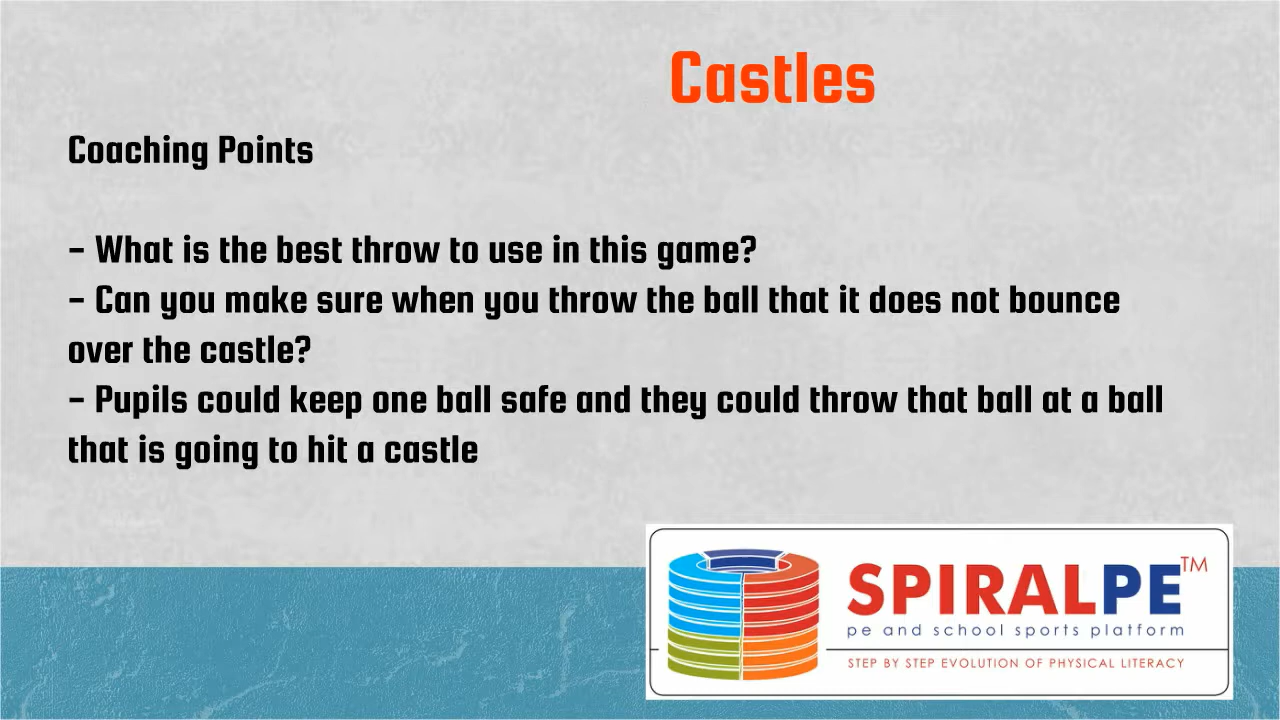 Castles
Coaching Points
- What is the best throw to use in this game?
- Can you make sure when you throw the ball that it does not bounce
over the castle?
- Pupils could keep one ball safe and they could throw that ball at a ball
that is going to hit a castle
SPIRALPE™
pe and school sports platform
STEP BY STEP EVOLUTION OF PHYSICAL LITERACY